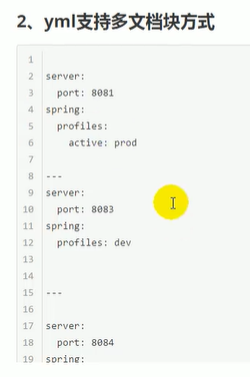 2、yml支持多文档块方式
1
2 server:
3   port: 8081
4 spring:
5   profiles:
6     active: prod
7
8 ---
9 server:
10   port: 8083
11 spring:
12   profiles: dev
13
14
15 ---
16
17 server:
18   port: 8084
19 spring: